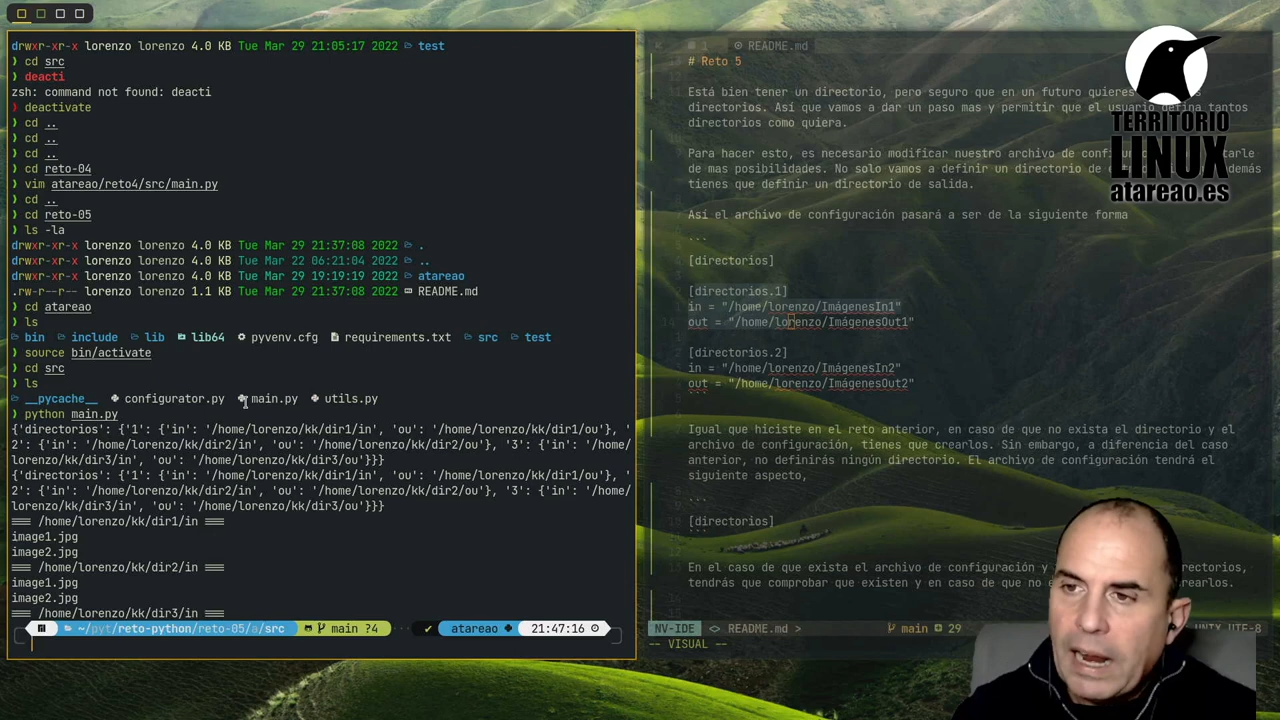 drwxr-xr-x lorenzo lorenzo 4.0 KB Tue Mar 29 21:05:17 2022 test
❯ cd src
❯ deacti
zsh: command not found: deacti
❯ deactivate
❯ cd ..
❯ cd ..
❯ cd ..
❯ cd reto-04
❯ vim atareao/reto4/src/main.py
❯ cd ..
❯ cd reto-05
❯ ls -la
drwxr-xr-x lorenzo lorenzo 4.0 KB Tue Mar 29 21:37:08 2022 .
drwxr-xr-x lorenzo lorenzo 4.0 KB Tue Mar 22 06:21:04 2022 ..
drwxr-xr-x lorenzo lorenzo 4.0 KB Tue Mar 29 19:19:19 2022 atareao
.rw-r--r-- lorenzo lorenzo 1.1 KB Tue Mar 29 21:37:08 2022 README.md
❯ cd atareao
❯ ls
bin include lib lib64 pyvenv.cfg requirements.txt src test
❯ source bin/activate
❯ cd src
❯ ls
__pycache__ configurator.py main.py utils.py
❯ python main.py
{'directorios': {'1': {'in': '/home/lorenzo/kk/dir1/in', 'ou': '/home/lorenzo/kk/dir1/ou'}, '
2': {'in': '/home/lorenzo/kk/dir2/in', 'ou': '/home/lorenzo/kk/dir2/ou'}, '3': {'in': '/home/
lorenzo/kk/dir3/in', 'ou': '/home/lorenzo/kk/dir3/ou'}}}
{'directorios': {'1': {'in': '/home/lorenzo/kk/dir1/in', 'ou': '/home/lorenzo/kk/dir1/ou'}, '
2': {'in': '/home/lorenzo/kk/dir2/in', 'ou': '/home/lorenzo/kk/dir2/ou'}, '3': {'in': '/home/
lorenzo/kk/dir3/in', 'ou': '/home/lorenzo/kk/dir3/ou'}}}
=== /home/lorenzo/kk/dir1/in ===
image1.jpg
image2.jpg
=== /home/lorenzo/kk/dir2/in ===
image1.jpg
image2.jpg
=== /home/lorenzo/kk/dir3/in ===
~/pyt/reto-python/reto-05/a/src main ?4 ✔ atareao 21:47:16
1 README.md
# Reto 5
Está bien tener un directorio, pero seguro que en un futuro quieres
directorios. Así que vamos a dar un paso mas y permitir que el usuario defina tantos
directorios como quiera.
Para hacer esto, es necesario modificar nuestro archivo de
de mas posibilidades. No solo vamos a definir un directorio de
tienes que definir un directorio de salida.
Así el archivo de configuración pasará a ser de la siguiente forma
```
[directorios]
[directorios.1]
in = "/home/lorenzo/ImágenesIn1"
out = "/home/lorenzo/ImágenesOut1"
[directorios.2]
in = "/home/lorenzo/ImágenesIn2"
out = "/home/lorenzo/ImágenesOut2"
```
Igual que hiciste en el reto anterior, en caso de que no exista el directorio y el
archivo de configuración, tienes que crearlos. Sin embargo, a diferencia del caso
anterior, no definirás ningún directorio. El archivo de configuración tendrá el
siguiente aspecto,
```
[directorios]
```
En el caso de que exista el archivo de configuración y
tendrás que comprobar que existen y en caso de que no
NV-IDE <> README.md > main 29 UTF-8
-- VISUAL --
TERRITORIO
LINUX
atareao.es